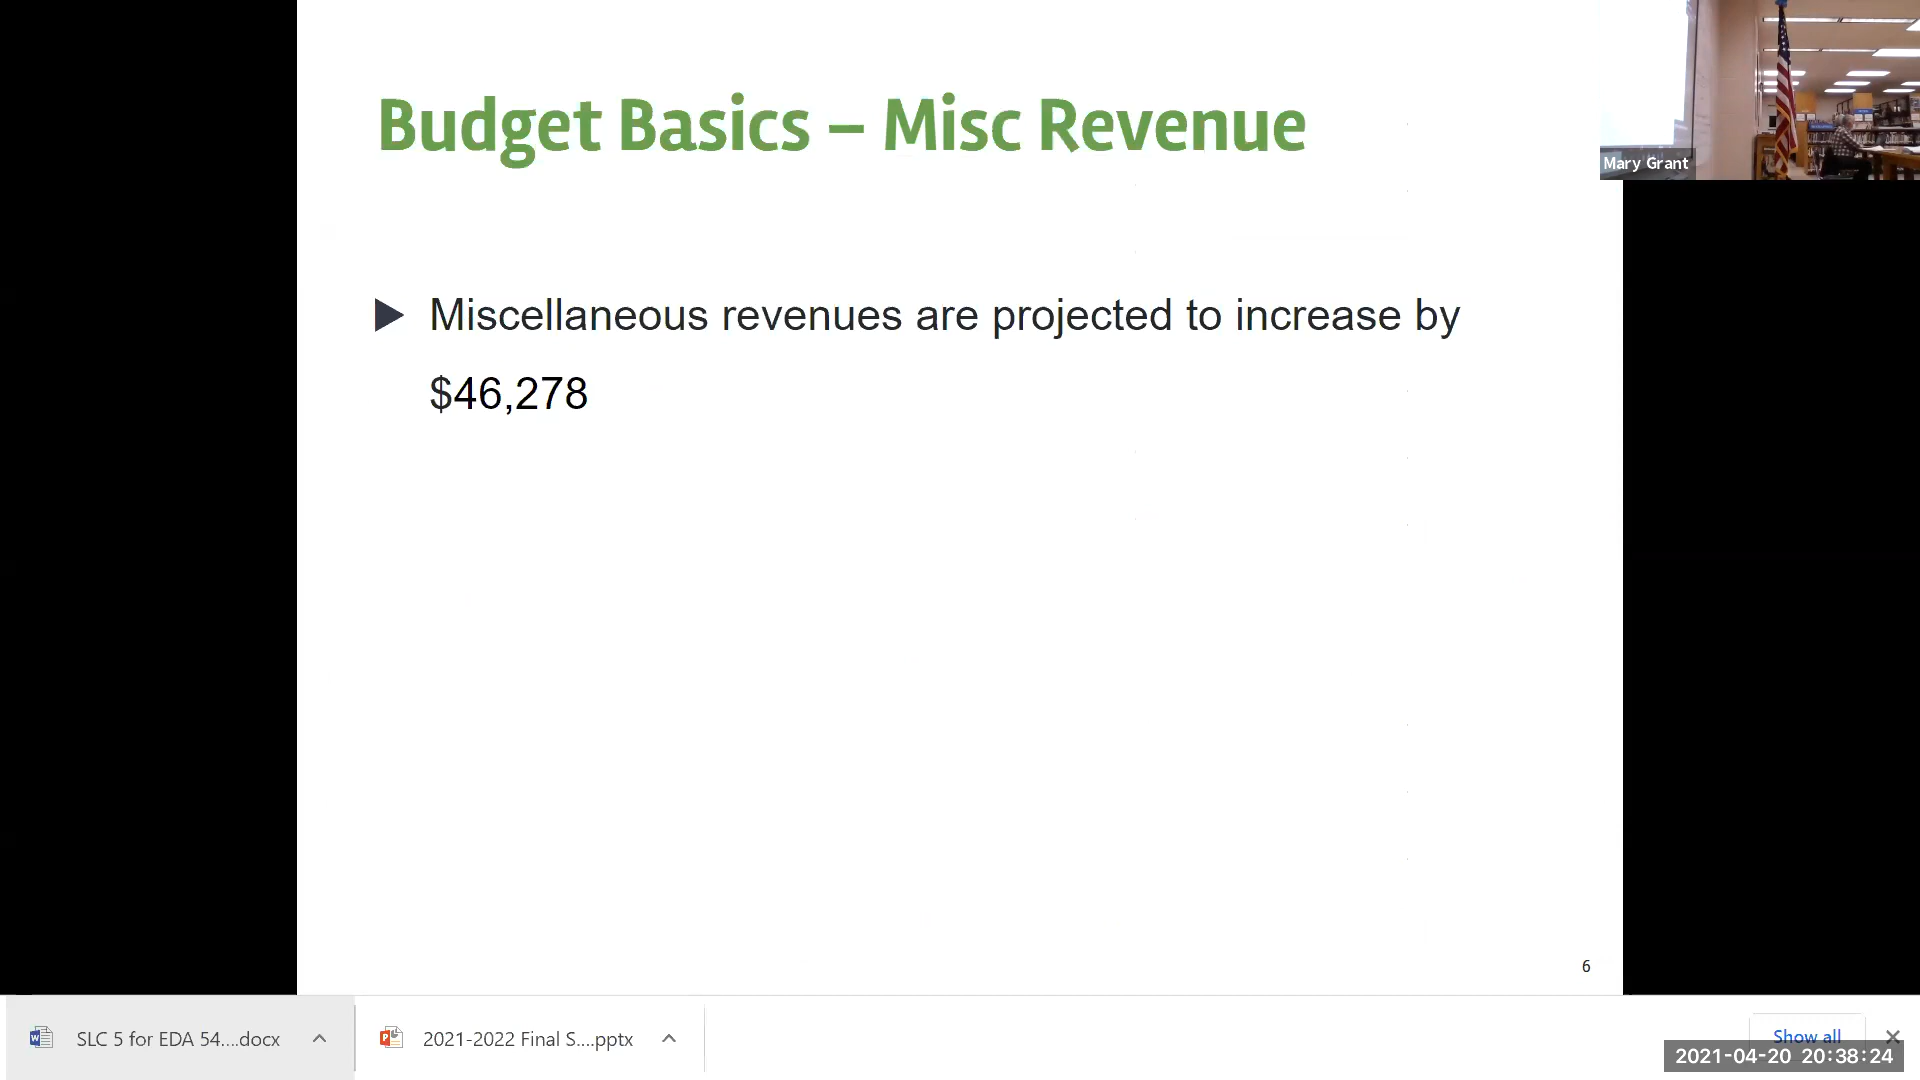 Budget Basics – Misc Revenue
Mary Grant
Miscellaneous revenues are projected to increase by
$46,278
6
SLC 5 for EDA 54....docx
2021-2022 Final S....pptx
Show all
2021-04-20 20:38:24